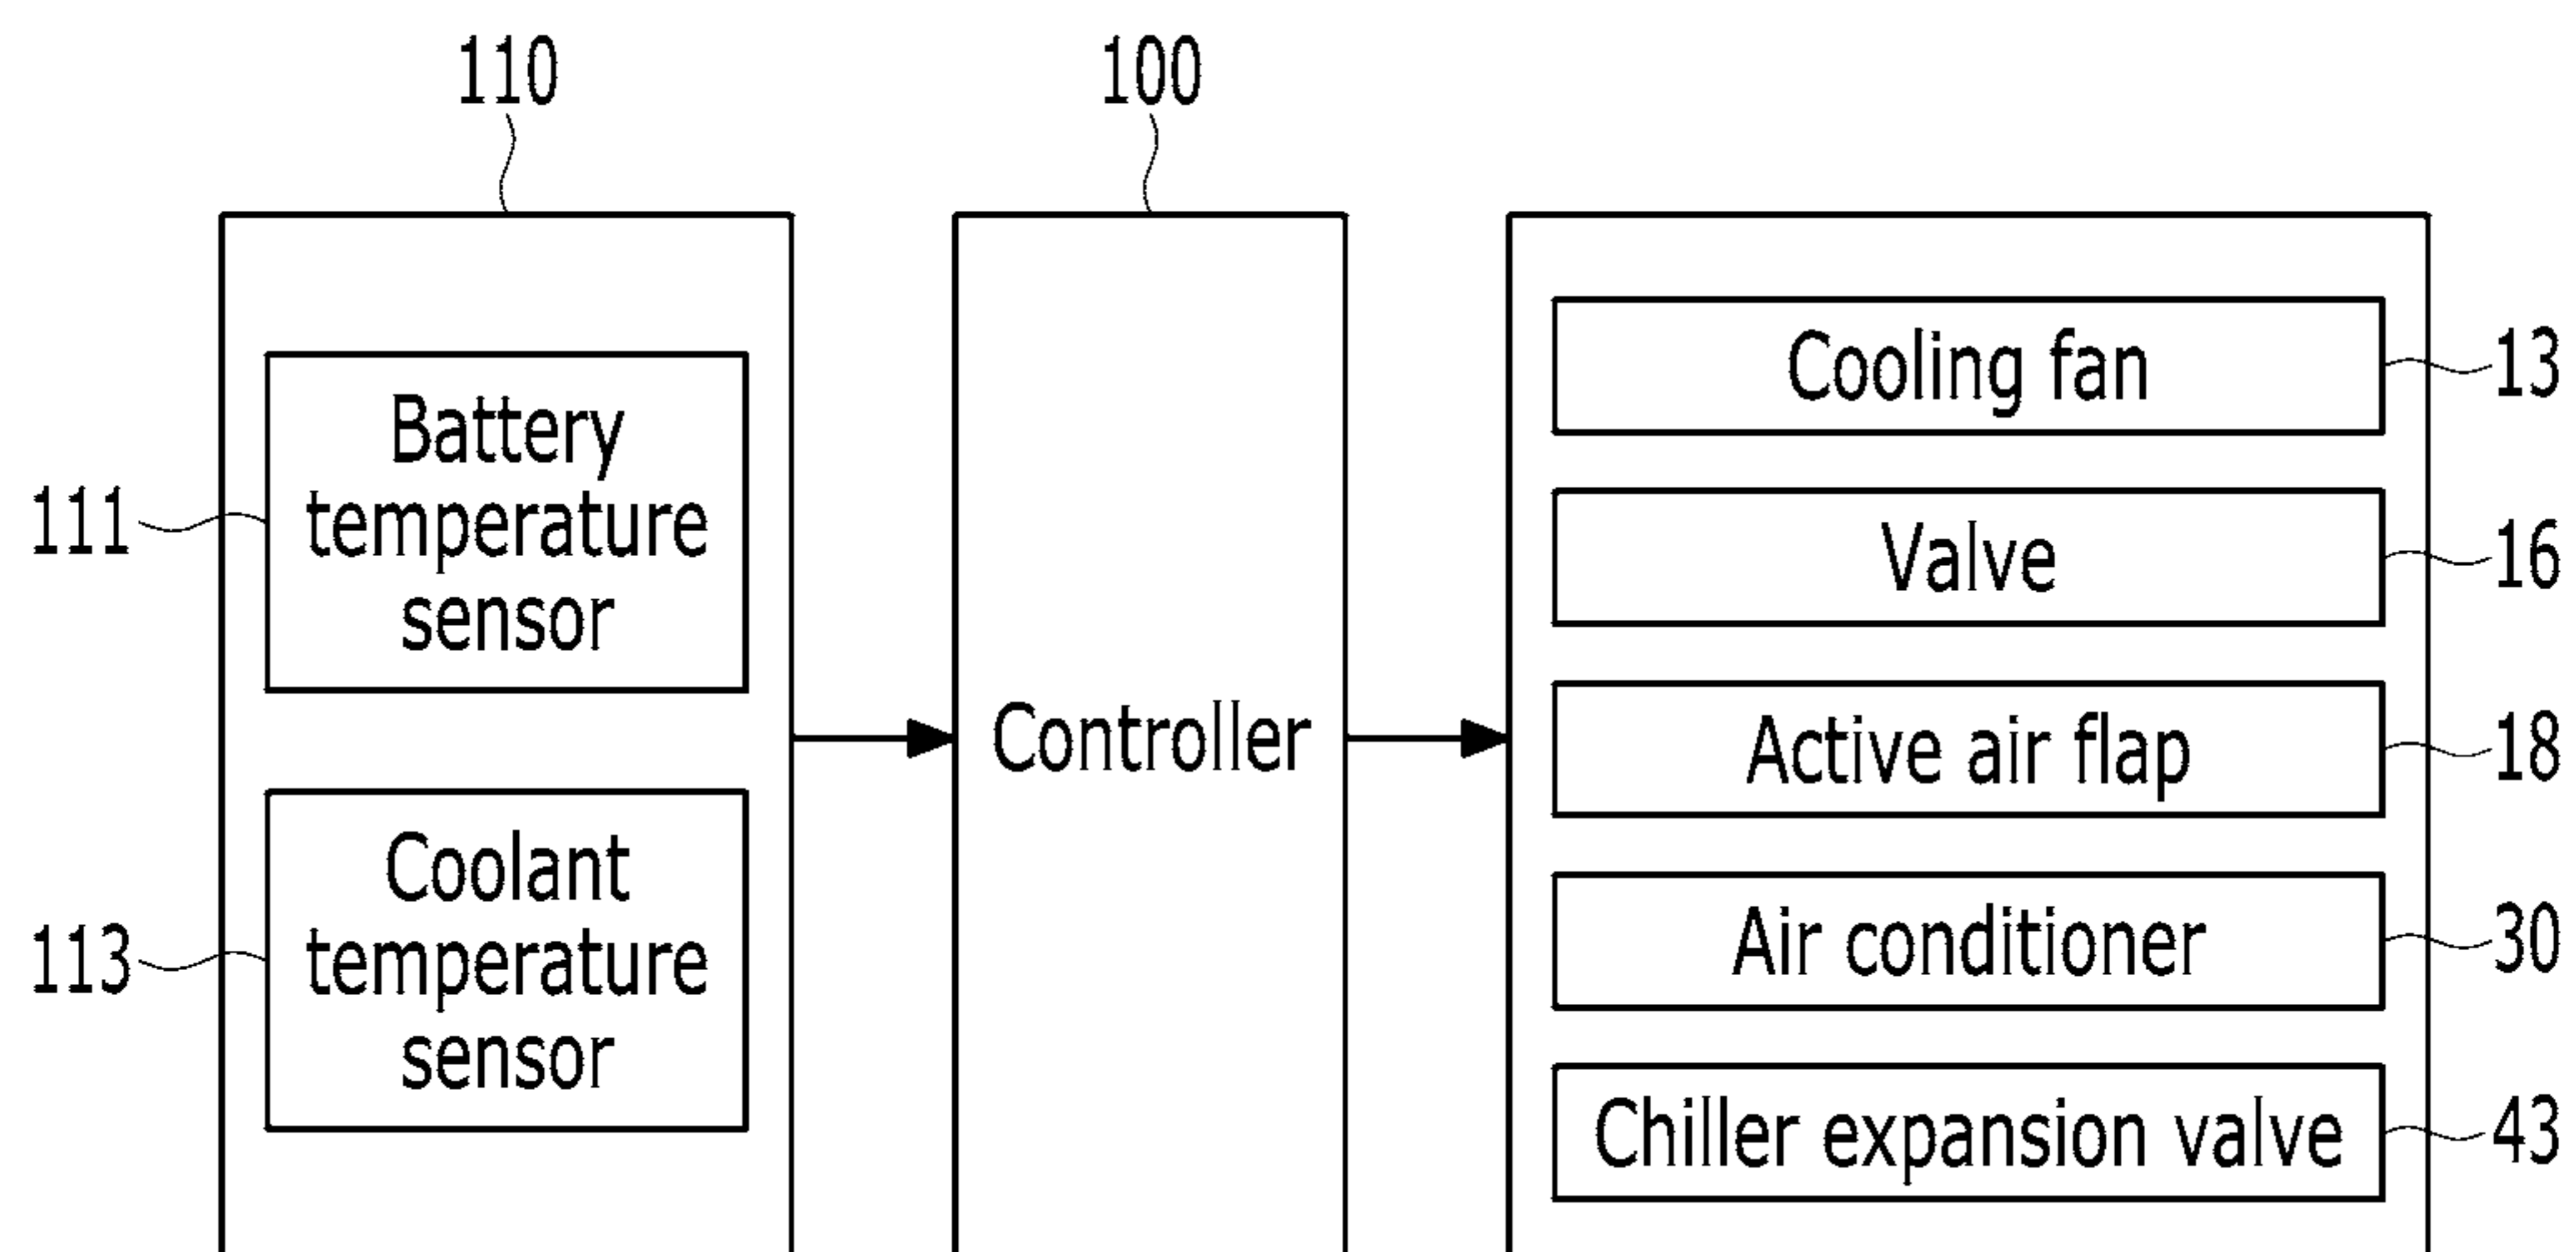 110
100
Battery
temperature
sensor
111
Coolant
temperature
sensor
113
Controller
Cooling fan
13
Valve
16
Active air flap
18
Air conditioner
30
Chiller expansion valve
43